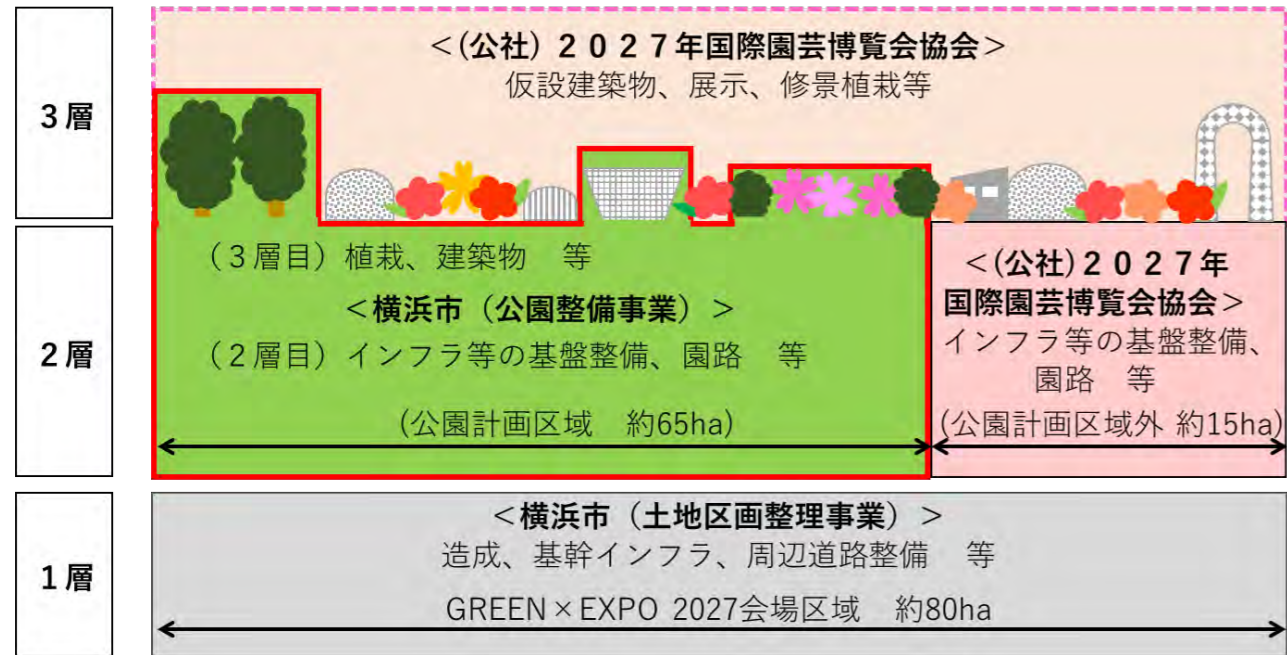 3層
<(公社) 2027年国際園芸博覧会協会>
仮設建築物、展示、修景植栽等
2層
(3層目)植栽、建築物　等
<横浜市(公園整備事業)>
(2層目)インフラ等の基盤整備、園路　等
(公園計画区域　約65ha)
<(公社)2027年
国際園芸博覧会協会>
インフラ等の基盤整備、
園路　等
(公園計画区域外 約15ha)
1層
<横浜市(土地区画整理事業)>
造成、基幹インフラ、周辺道路整備　等
GREEN×EXPO 2027会場区域　約80ha